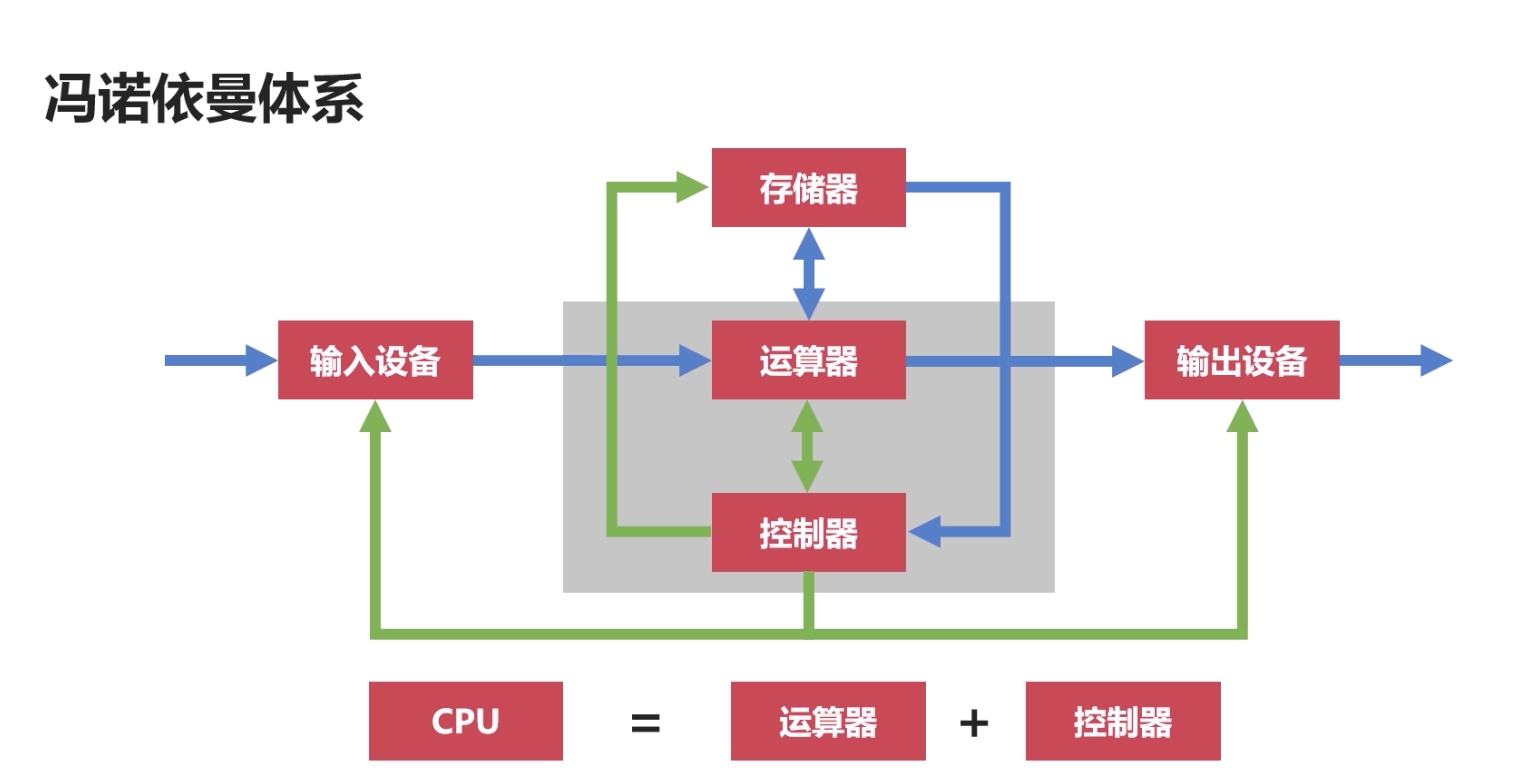 冯诺依曼体系
存储器
输入设备
运算器
输出设备
控制器
CPU = 运算器 + 控制器